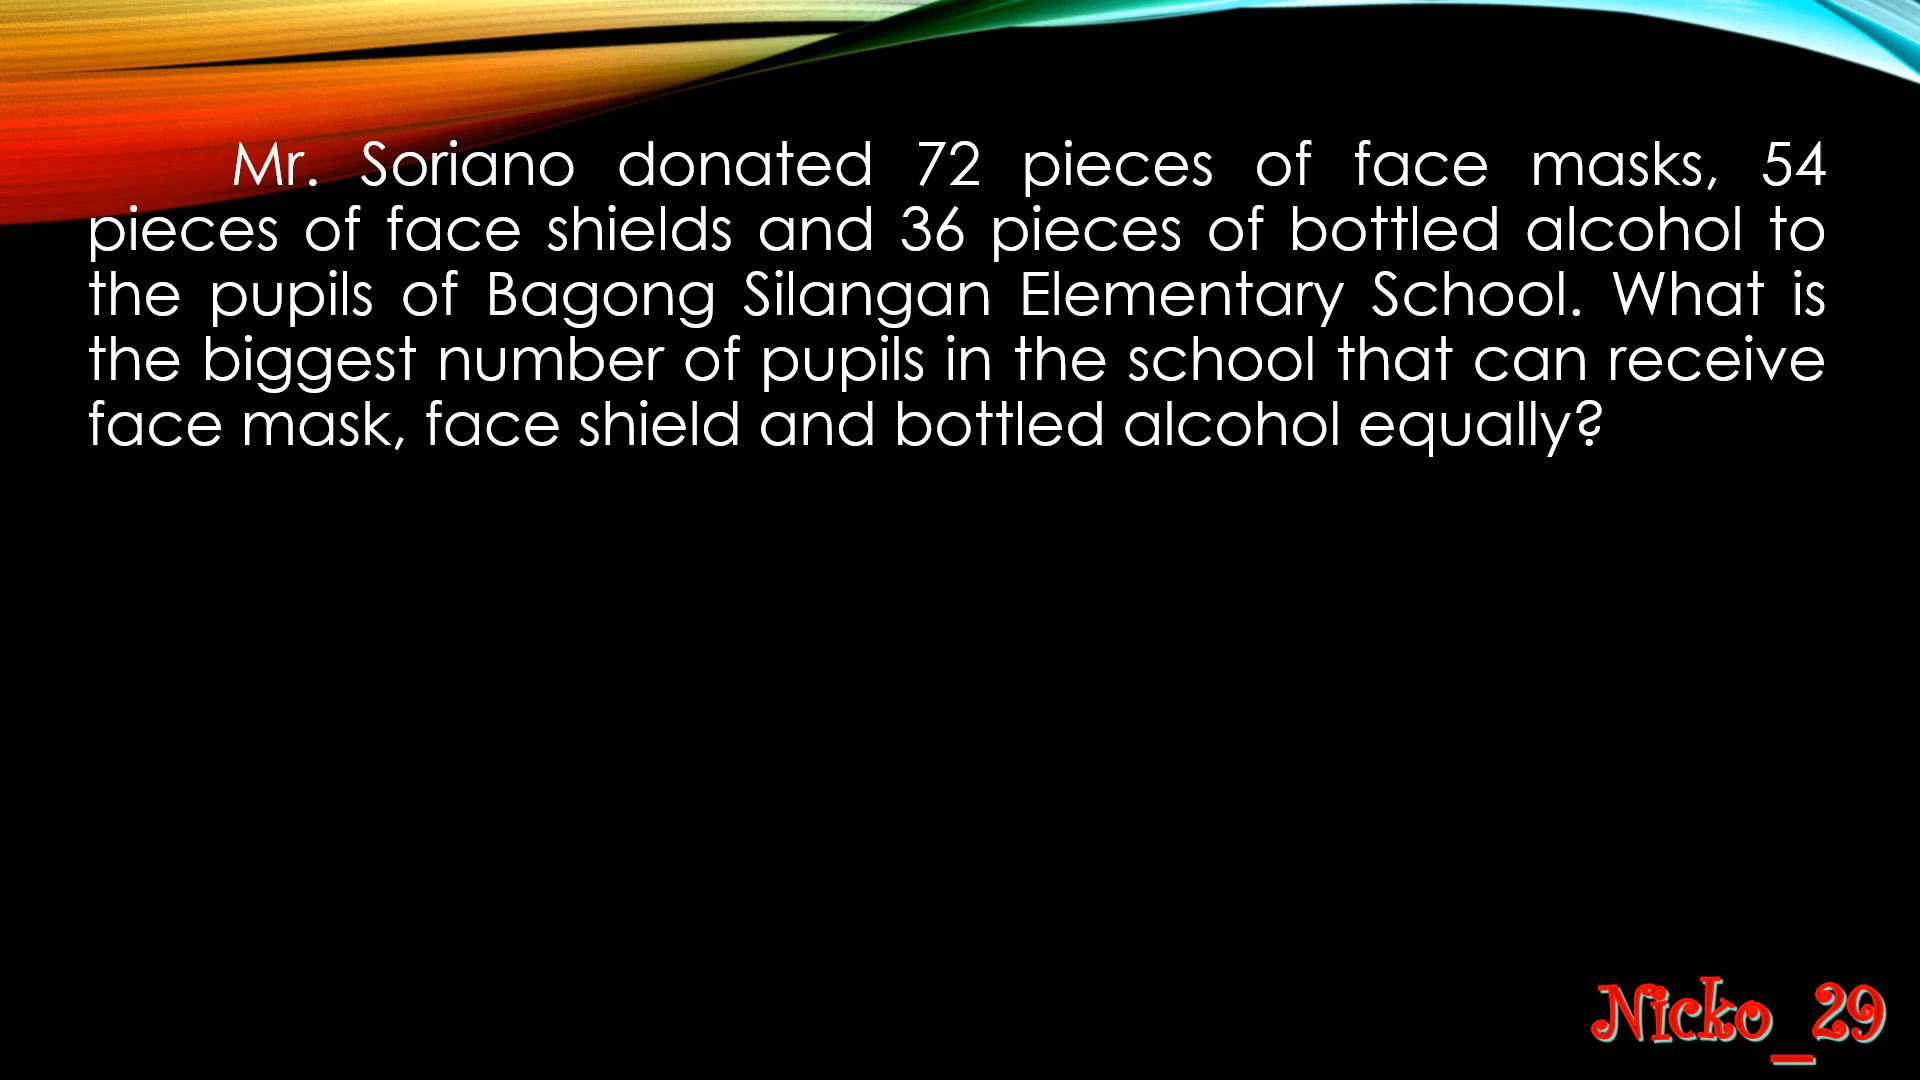 Mr. Soriano donated 72 pieces of face masks, 54
pieces of face shields and 36 pieces of bottled alcohol to
the pupils of Bagong Silangan Elementary School. What is
the biggest number of pupils in the school that can receive
face mask, face shield and bottled alcohol equally?
Nicko_29